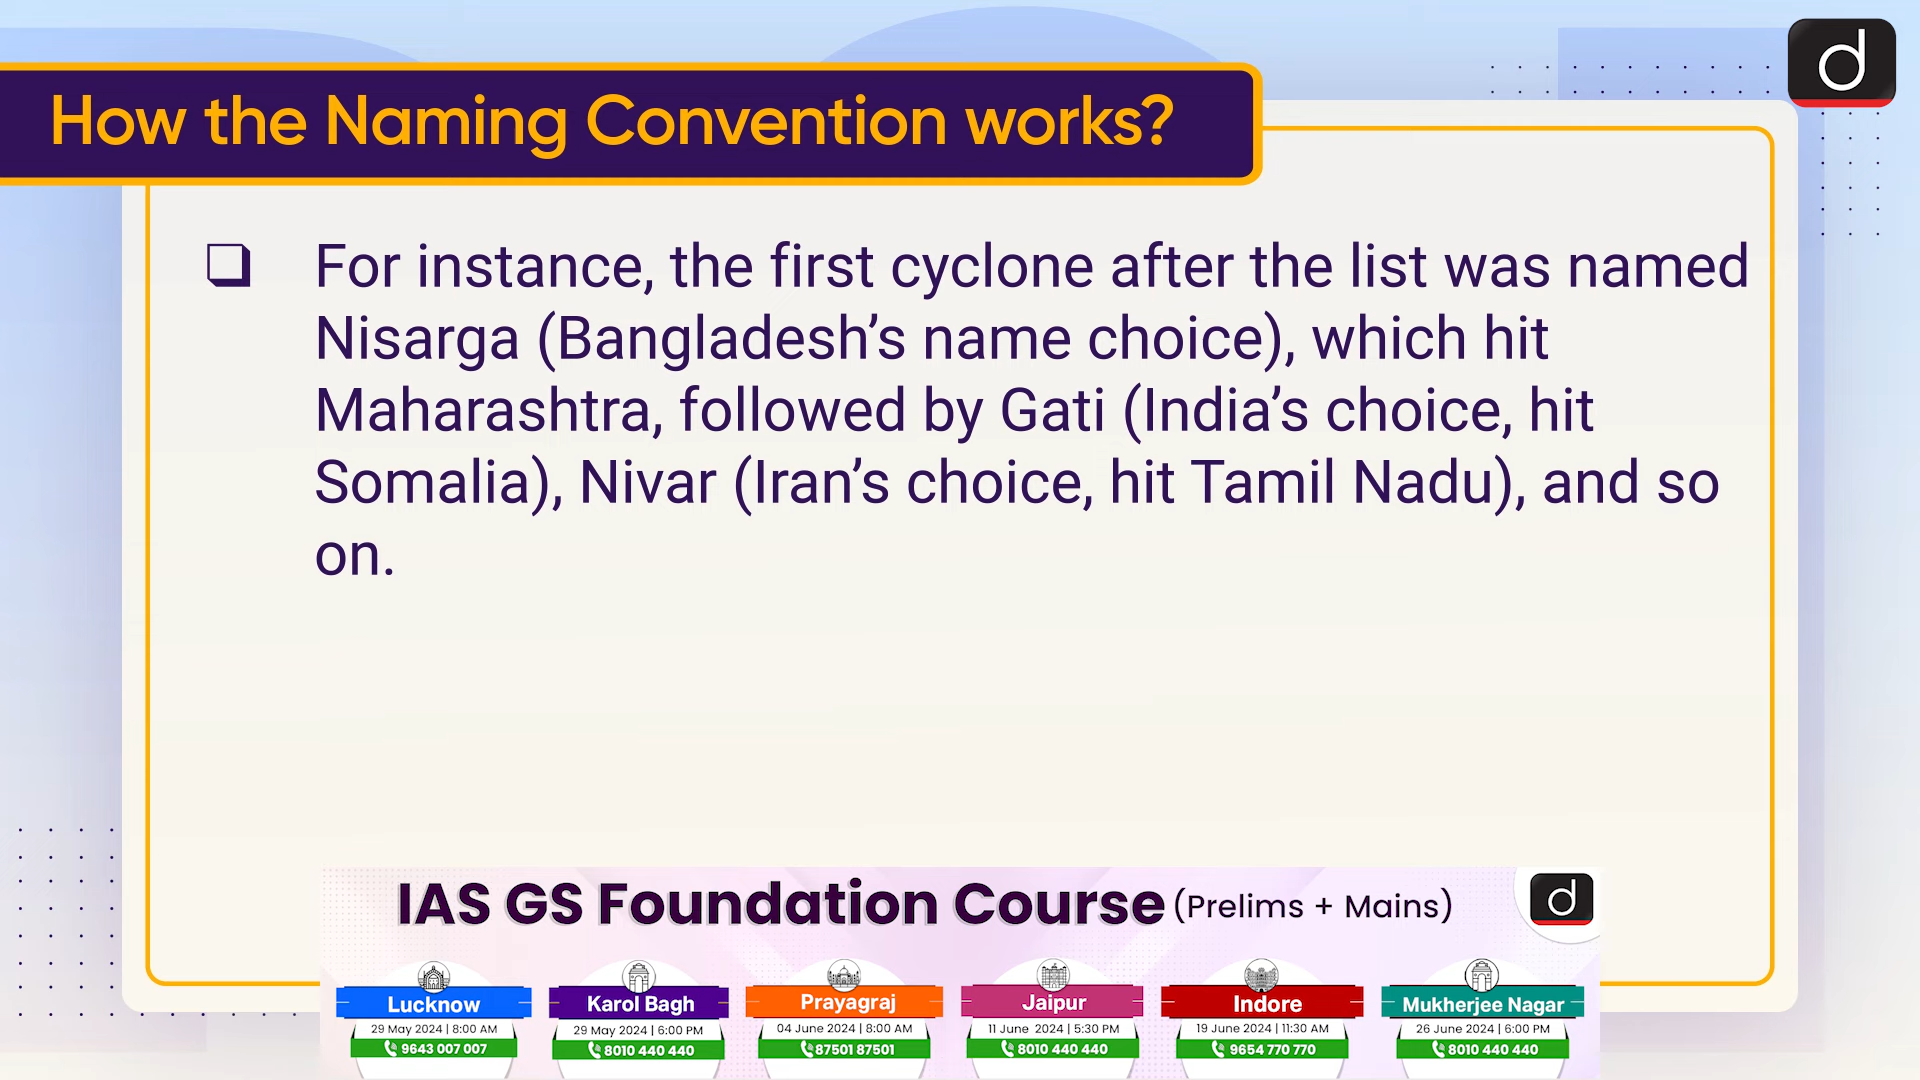 d
How the Naming Convention works?
❑ For instance, the first cyclone after the list was named
Nisarga (Bangladesh’s name choice), which hit
Maharashtra, followed by Gati (India’s choice, hit
Somalia), Nivar (Iran’s choice, hit Tamil Nadu), and so
on.
IAS GS Foundation Course (Prelims + Mains)
d
Lucknow
29 May 2024 | 8:00 AM
9643 007 007
Karol Bagh
29 May 2024 | 6:00 PM
8010 440 440
Prayagraj
04 June 2024 | 8:00 AM
87501 87501
Jaipur
11 June 2024 | 5:30 PM
8010 440 440
Indore
19 June 2024 | 11:30 AM
9654 770 770
Mukherjee Nagar
26 June 2024 | 6:00 PM
8010 440 440